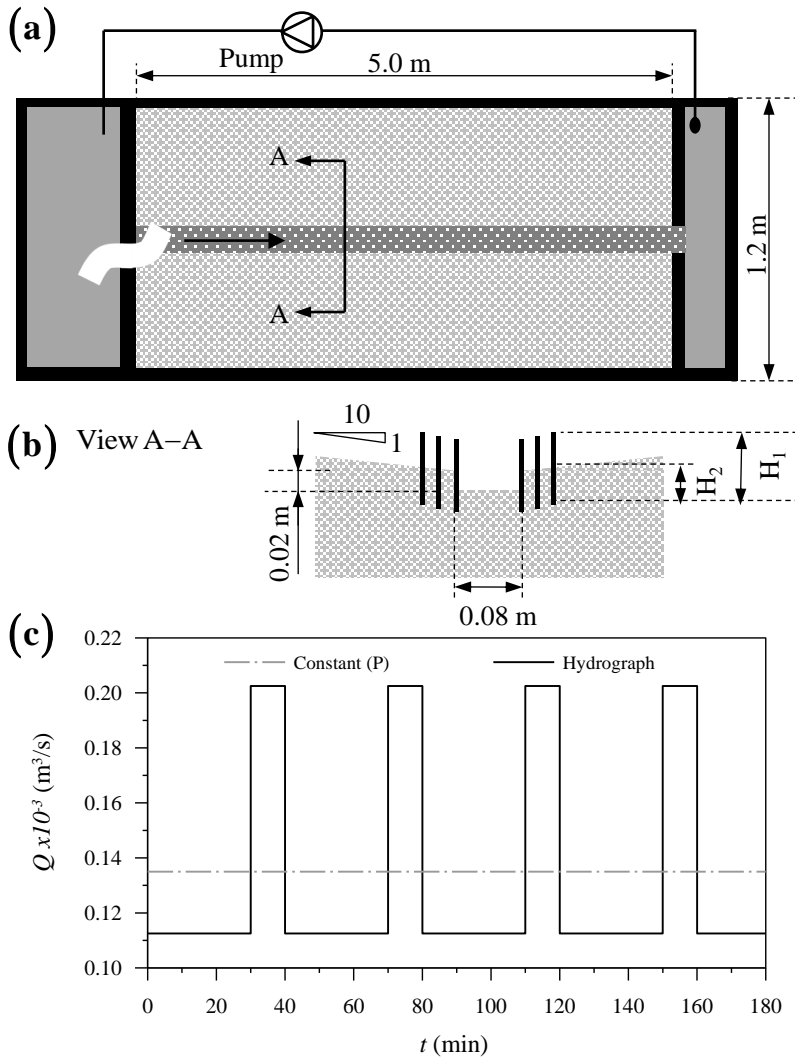 (a)
Pump
5.0 m
A
A
1.2 m
(b) View A–A
10
1
0.02 m
0.08 m
H₂
H₁
(c)
Constant (P)
Hydrograph
0.22
0.20
0.18
0.16
0.14
0.12
0.10
Q x10⁻³ (m³/s)
0 20 40 60 80 100 120 140 160 180
t (min)